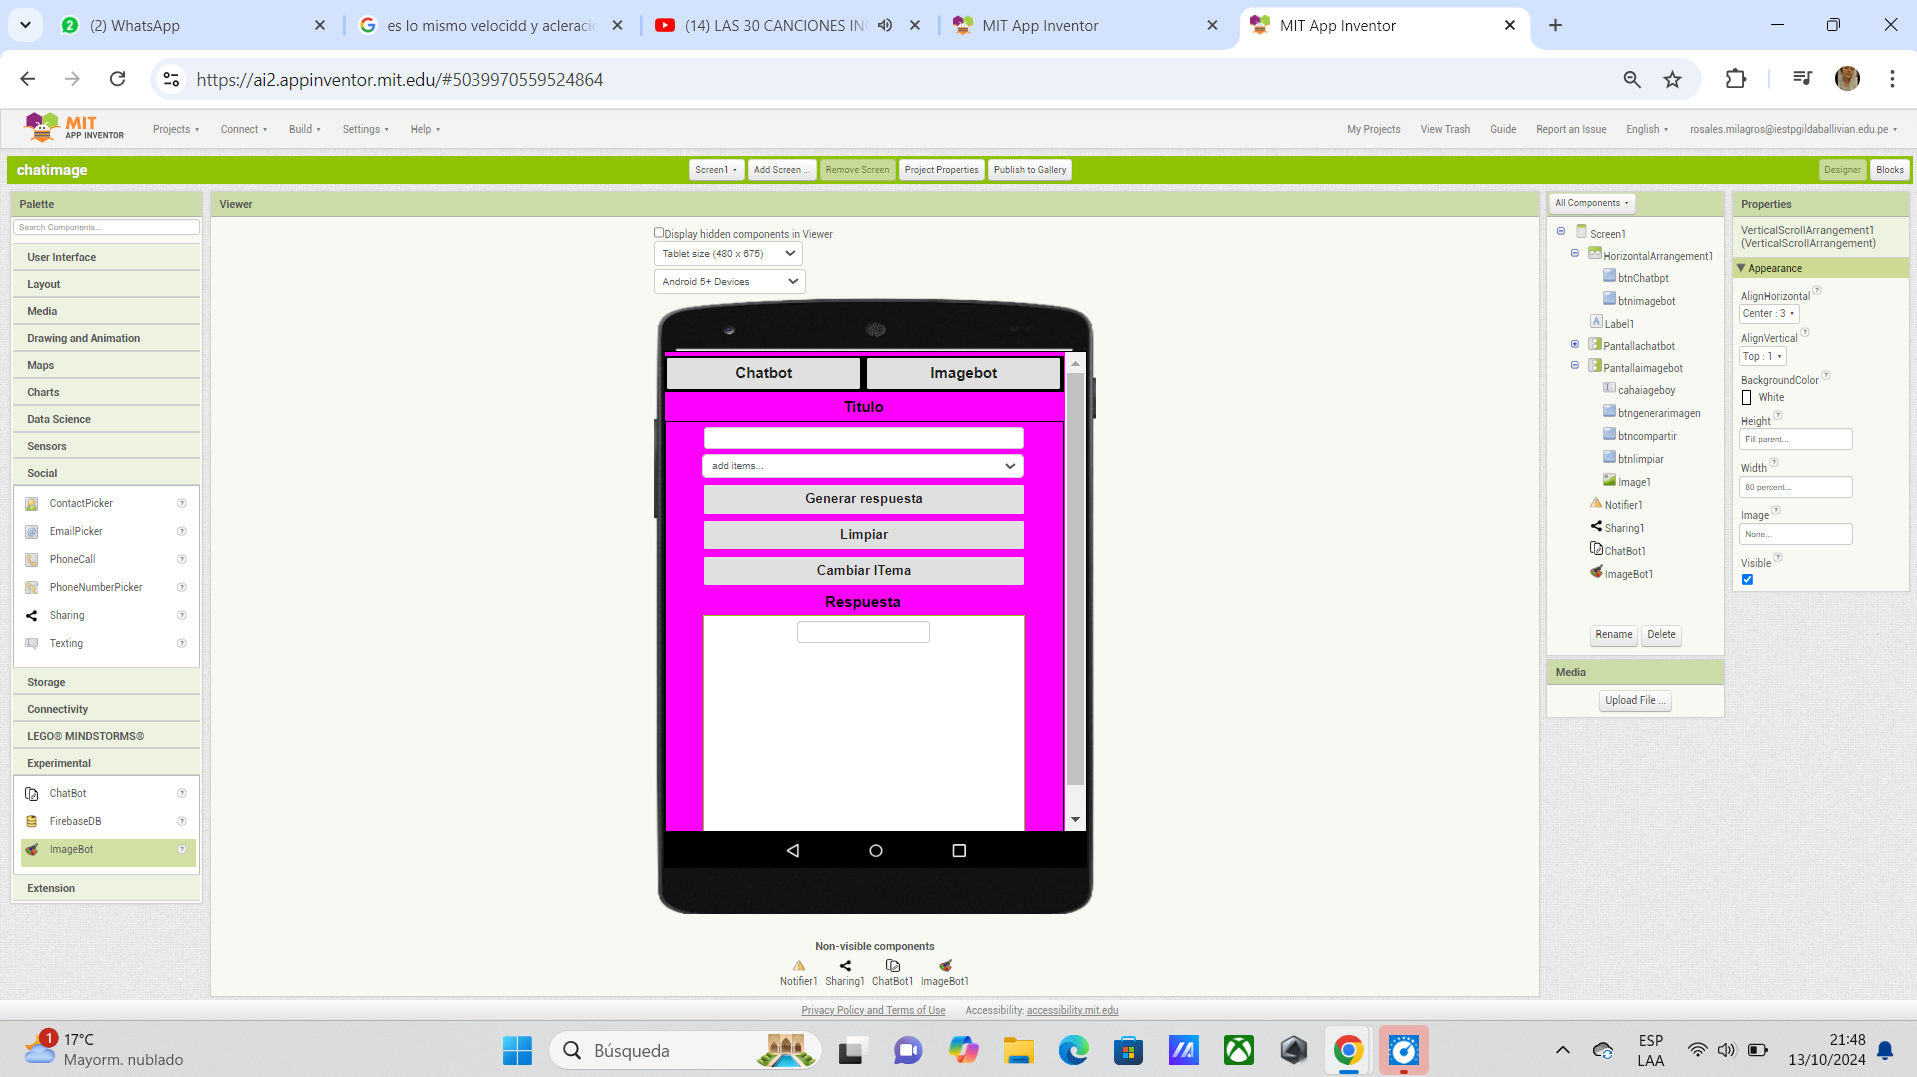 (2) WhatsApp
es lo mismo velocidd y acleracio
(14) LAS 30 CANCIONES IN
MIT App Inventor
MIT App Inventor
https://ai2.appinventor.mit.edu/#5039970559524864
MIT
APP INVENTOR
Projects
Connect
Build
Settings
Help
My Projects
View Trash
Guide
Report an Issue
English
rosales.milagros@iestpgildaballivian.edu.pe
chatimage
Screen1
Add Screen ...
Remove Screen
Project Properties
Publish to Gallery
Designer
Blocks
Palette
Search Components...
User Interface
Layout
Media
Drawing and Animation
Maps
Charts
Data Science
Sensors
Social
ContactPicker
EmailPicker
PhoneCall
PhoneNumberPicker
Sharing
Texting
Storage
Connectivity
LEGO® MINDSTORMS®
Experimental
ChatBot
FirebaseDB
ImageBot
Extension
Viewer
Display hidden components in Viewer
Tablet size (480 x 675)
Android 5+ Devices
Chatbot
Imagebot
Titulo
add items...
Generar respuesta
Limpiar
Cambiar ITema
Respuesta
Non-visible components
Notifier1
Sharing1
ChatBot1
ImageBot1
All Components
Screen1
HorizontalArrangement1
btnChatbpt
btnimagebot
Label1
Pantallachatbot
Pantallaimagebot
cahaiageboy
btngenerarimagen
btncompartir
btnlimpiar
Image1
Notifier1
Sharing1
ChatBot1
ImageBot1
Rename
Delete
Media
Upload File ...
Properties
VerticalScrollArrangement1
(VerticalScrollArrangement)
Appearance
AlignHorizontal
Center : 3
AlignVertical
Top : 1
BackgroundColor
White
Height
Fill parent...
Width
80 percent...
Image
None...
Visible
Privacy Policy and Terms of Use
Accessibility: accessibility.mit.edu
1
17°C
Mayorm. nublado
Búsqueda
ESP
LAA
21:48
13/10/2024